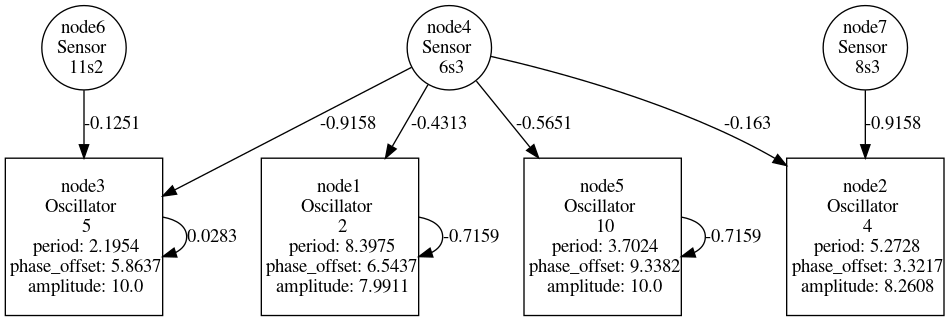 node6
Sensor
11s2
node4
Sensor
6s3
node7
Sensor
8s3
-0.1251
-0.9158
-0.4313
-0.5651
-0.163
-0.9158
node3
Oscillator
5
period: 2.1954
phase_offset: 5.8637
amplitude: 10.0
0.0283
node1
Oscillator
2
period: 8.3975
phase_offset: 6.5437
amplitude: 7.9911
-0.7159
node5
Oscillator
10
period: 3.7024
phase_offset: 9.3382
amplitude: 10.0
-0.7159
node2
Oscillator
4
period: 5.2728
phase_offset: 3.3217
amplitude: 8.2608